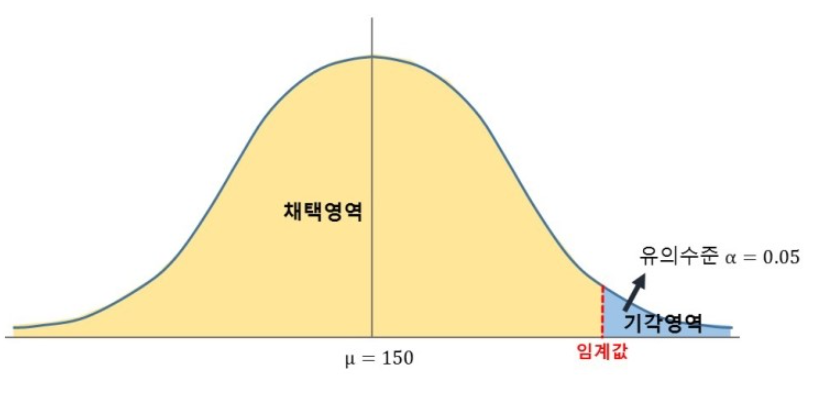 채택영역
유의수준 α = 0.05
기각영역
임계값
μ = 150